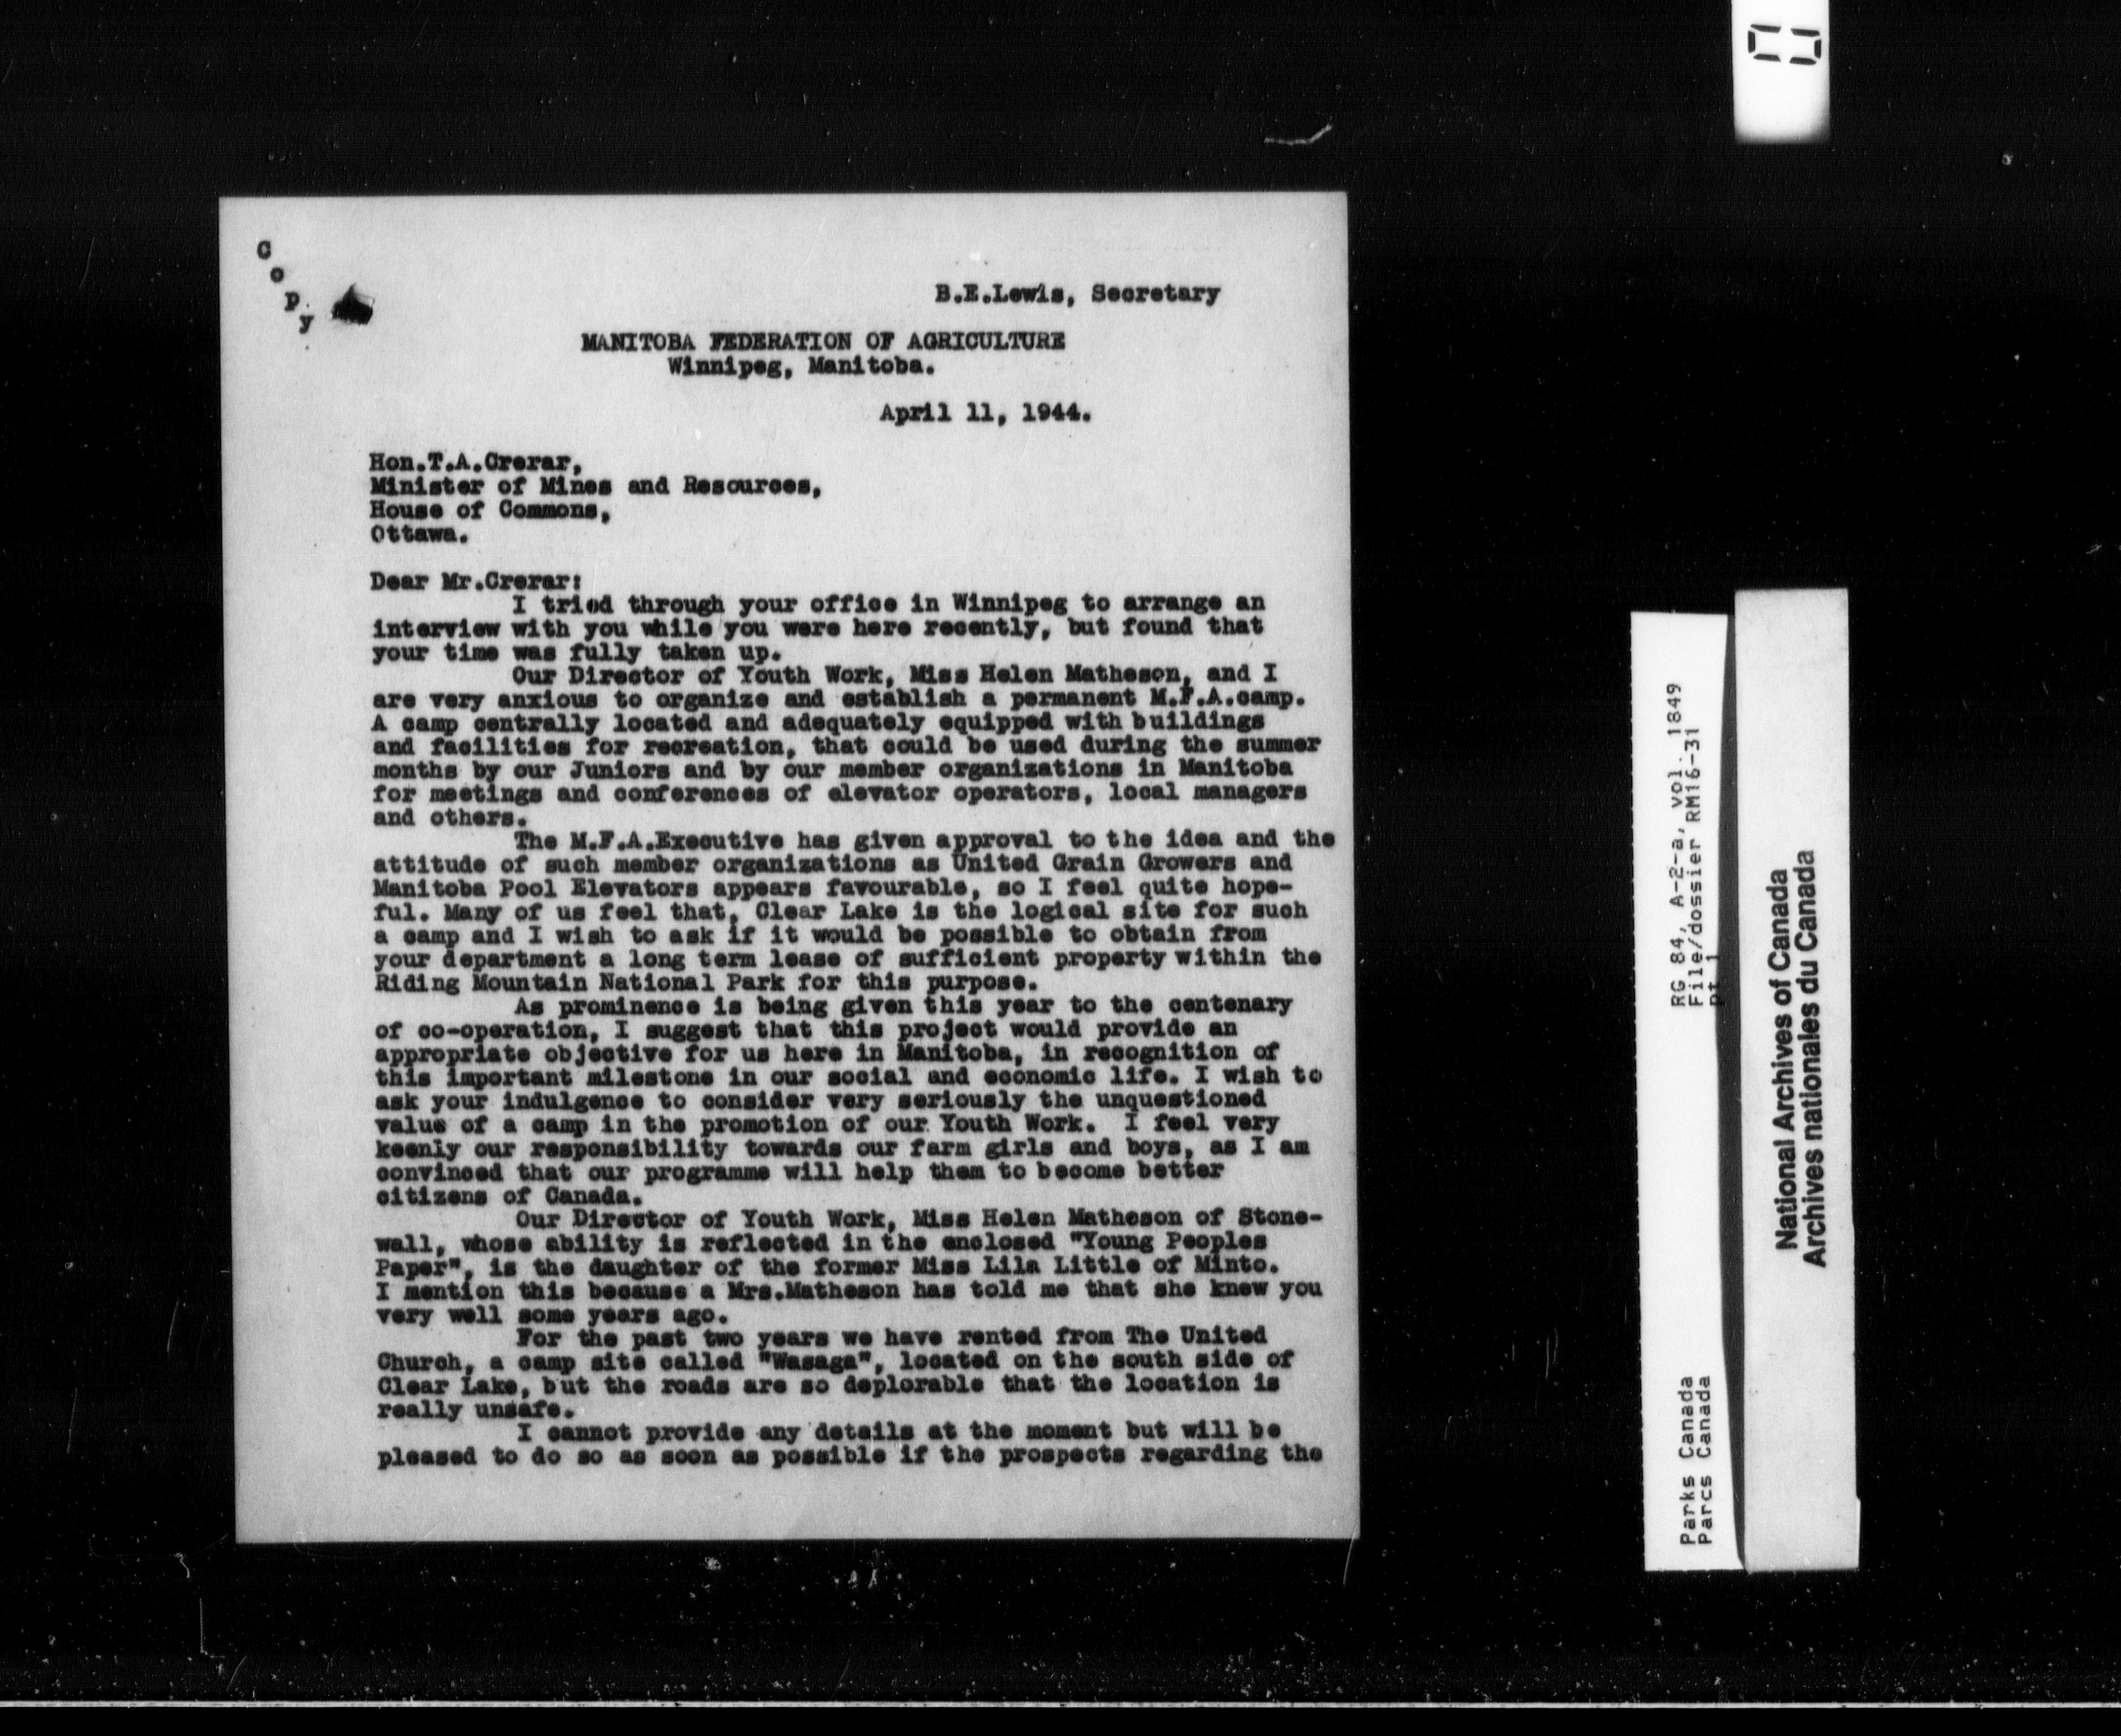 Copy
B.E.Lewis, Secretary
MANITOBA FEDERATION OF AGRICULTURE
Winnipeg, Manitoba.
April 11, 1944.
Hon.T.A.Crerar,
Minister of Mines and Resources,
House of Commons,
Ottawa.
Dear Mr.Crerar:
I tried through your office in Winnipeg to arrange an
interview with you while you were here recently, but found that
your time was fully taken up.
Our Director of Youth Work, Miss Helen Matheson, and I
are very anxious to organize and establish a permanent M.F.A.camp.
A camp centrally located and adequately equipped with buildings
and facilities for recreation, that could be used during the summer
months by our Juniors and by our member organizations in Manitoba
for meetings and conferences of elevator operators, local managers
and others.
The M.F.A.Executive has given approval to the idea and the
attitude of such member organizations as United Grain Growers and
Manitoba Pool Elevators appears favourable, so I feel quite hope-
ful. Many of us feel that, Clear Lake is the logical site for such
a camp and I wish to ask if it would be possible to obtain from
your department a long term lease of sufficient property within the
Riding Mountain National Park for this purpose.
As prominence is being given this year to the centenary
of co-operation, I suggest that this project would provide an
appropriate objective for us here in Manitoba, in recognition of
this important milestone in our social and economic life. I wish to
ask your indulgence to consider very seriously the unquestioned
value of a camp in the promotion of our Youth Work. I feel very
keenly our responsibility towards our farm girls and boys, as I am
convinced that our programme will help them to become better
citizens of Canada.
Our Director of Youth Work, Miss Helen Matheson of Stone-
wall, whose ability is reflected in the enclosed "Young Peoples
Paper", is the daughter of the former Miss Lila Little of Minto.
I mention this because a Mrs.Matheson has told me that she knew you
very well some years ago.
For the past two years we have rented from The United
Church, a camp site called "Wasaga", located on the south side of
Clear Lake, but the roads are so deplorable that the location is
really unsafe.
I cannot provide any details at the moment but will be
pleased to do so as soon as possible if the prospects regarding the
RG 84, A-2-a, vol. 1849
File/dossier RM16-31
pt 1
Parks Canada
Parcs Canada
National Archives of Canada
Archives nationales du Canada